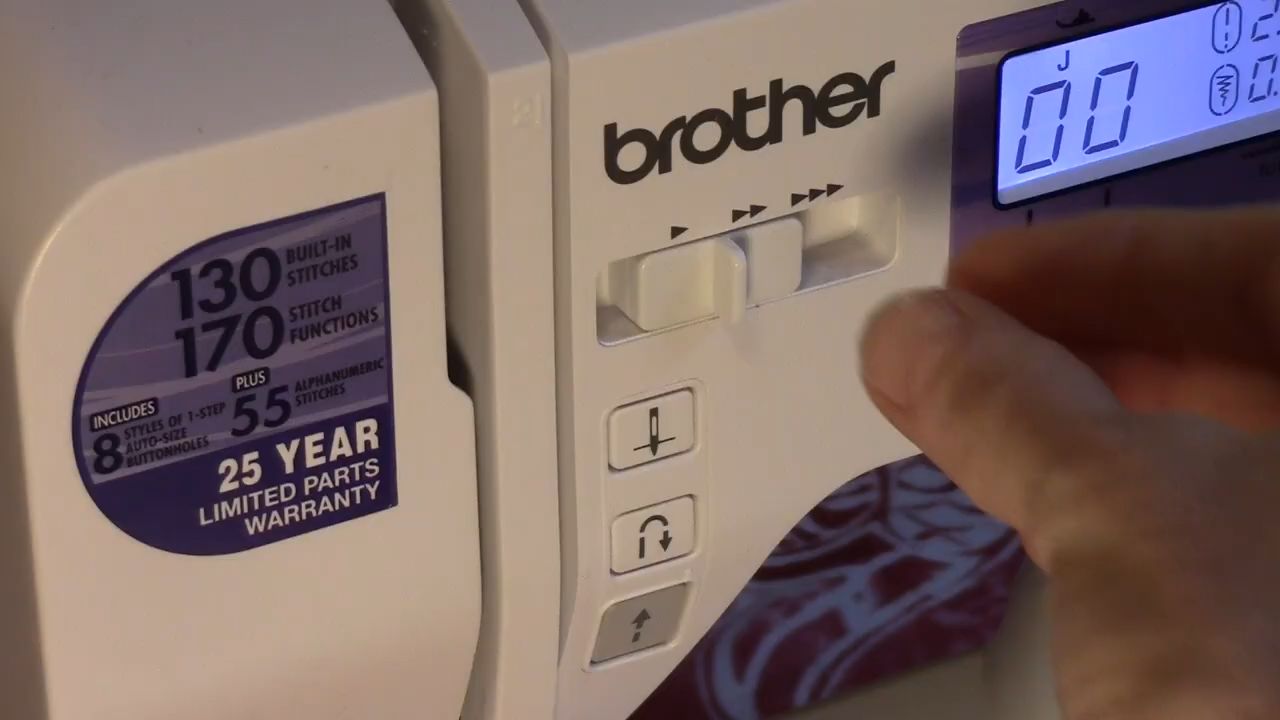 brother
J
00
130 BUILT-IN STITCHES
170 STITCH FUNCTIONS
PLUS
55 ALPHANUMERIC STITCHES
INCLUDES
8 STYLES OF 1-STEP AUTO-SIZE BUTTONHOLES
25 YEAR
LIMITED PARTS
WARRANTY